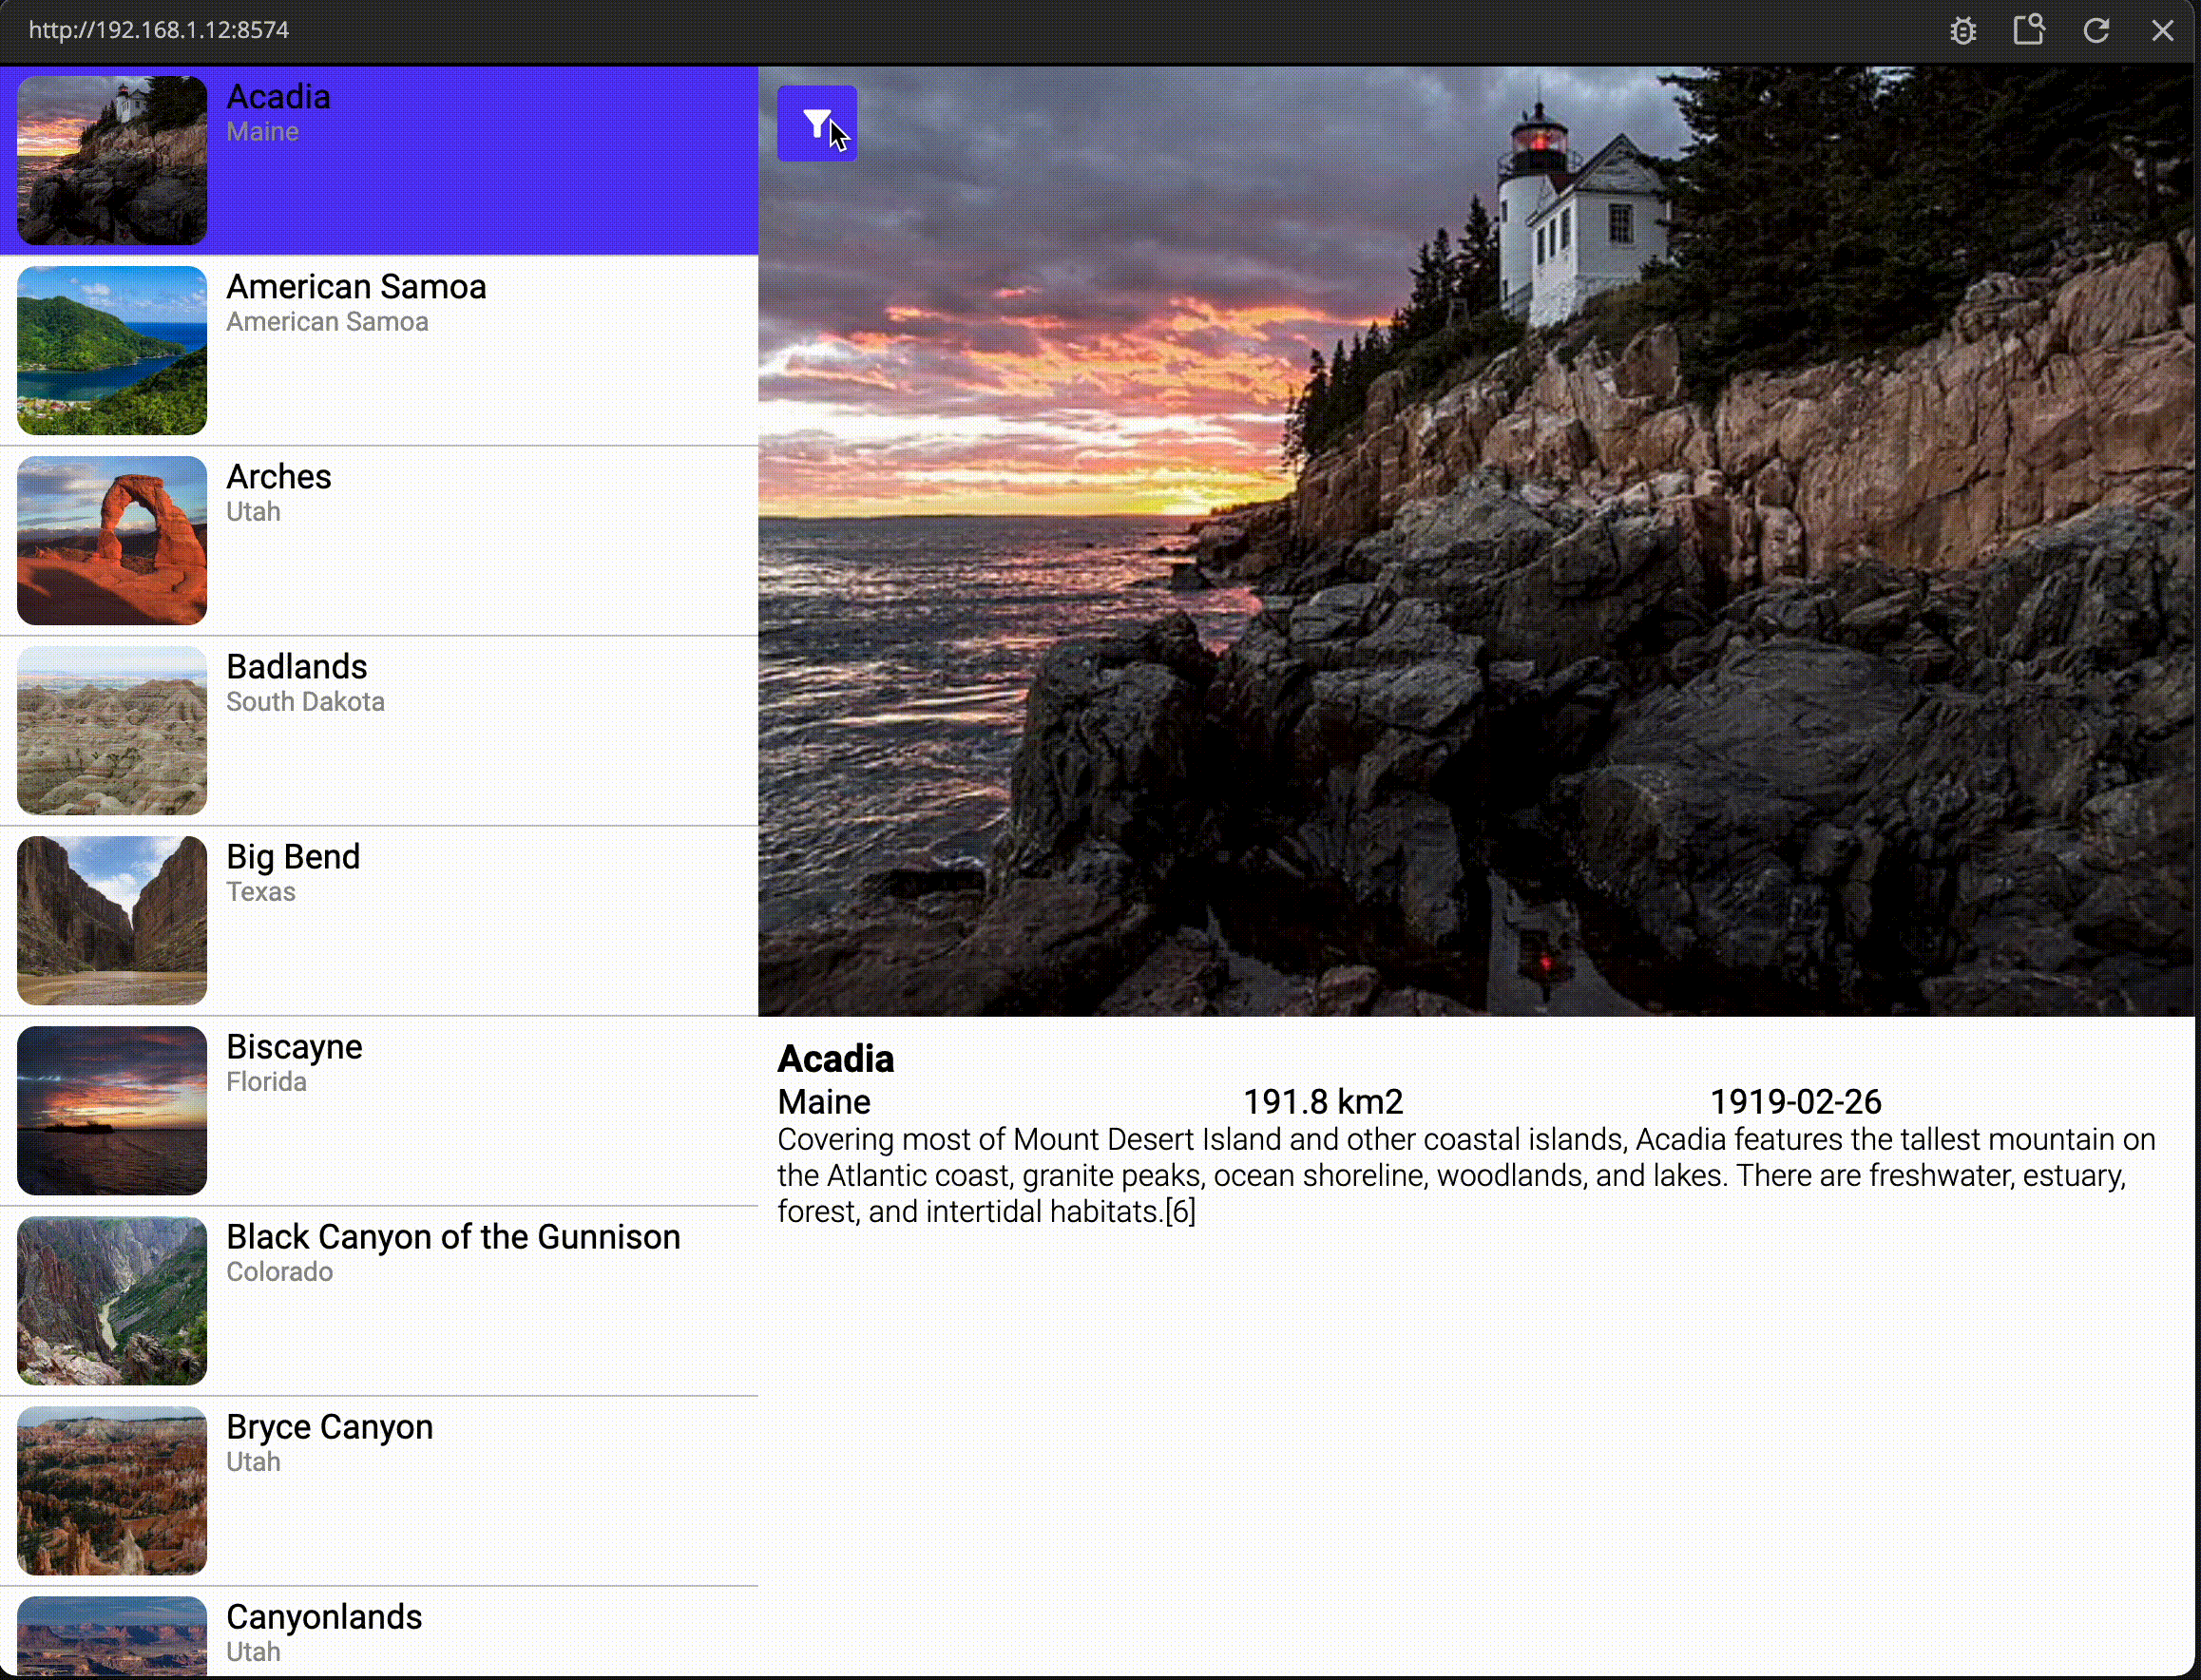 http://192.168.1.12:8574
Acadia
Maine
American Samoa
American Samoa
Arches
Utah
Badlands
South Dakota
Big Bend
Texas
Biscayne
Florida
Black Canyon of the Gunnison
Colorado
Bryce Canyon
Utah
Canyonlands
Utah
Acadia
Maine 191.8 km2 1919-02-26
Covering most of Mount Desert Island and other coastal islands, Acadia features the tallest mountain on
the Atlantic coast, granite peaks, ocean shoreline, woodlands, and lakes. There are freshwater, estuary,
forest, and intertidal habitats.[6]